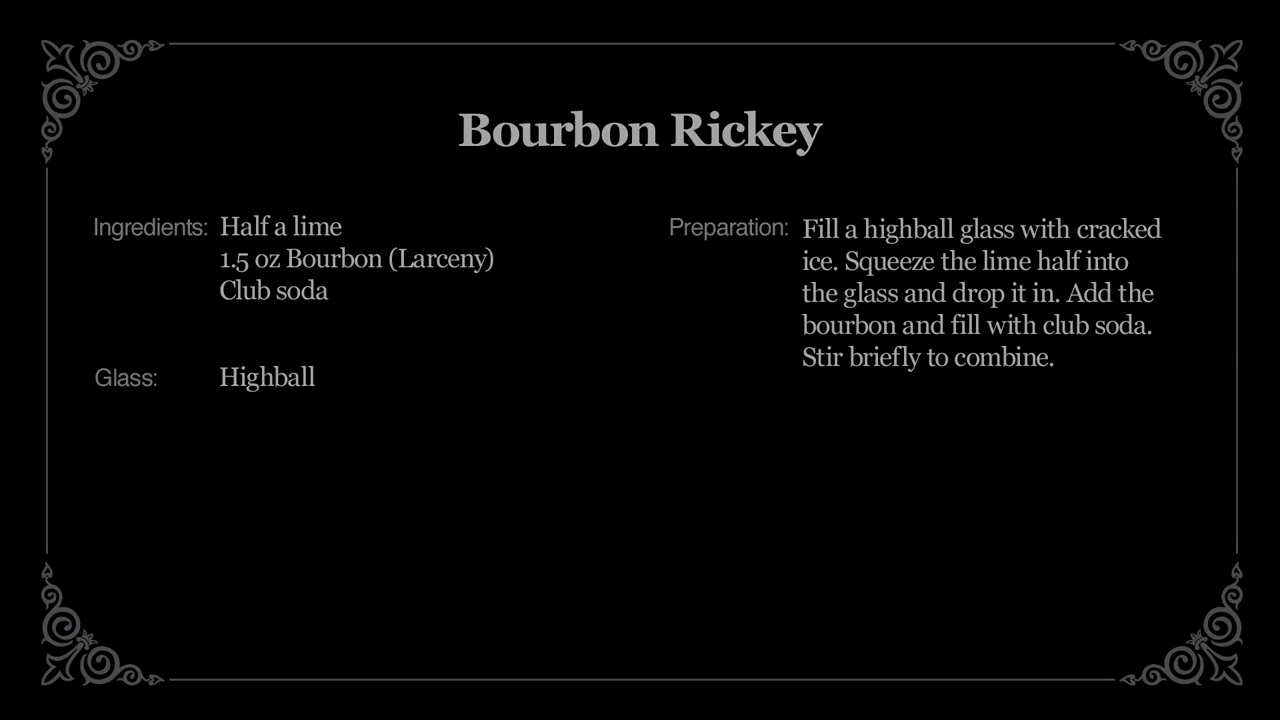 Bourbon Rickey
Ingredients: Half a lime
1.5 oz Bourbon (Larceny)
Club soda
Glass: Highball
Preparation: Fill a highball glass with cracked
ice. Squeeze the lime half into
the glass and drop it in. Add the
bourbon and fill with club soda.
Stir briefly to combine.